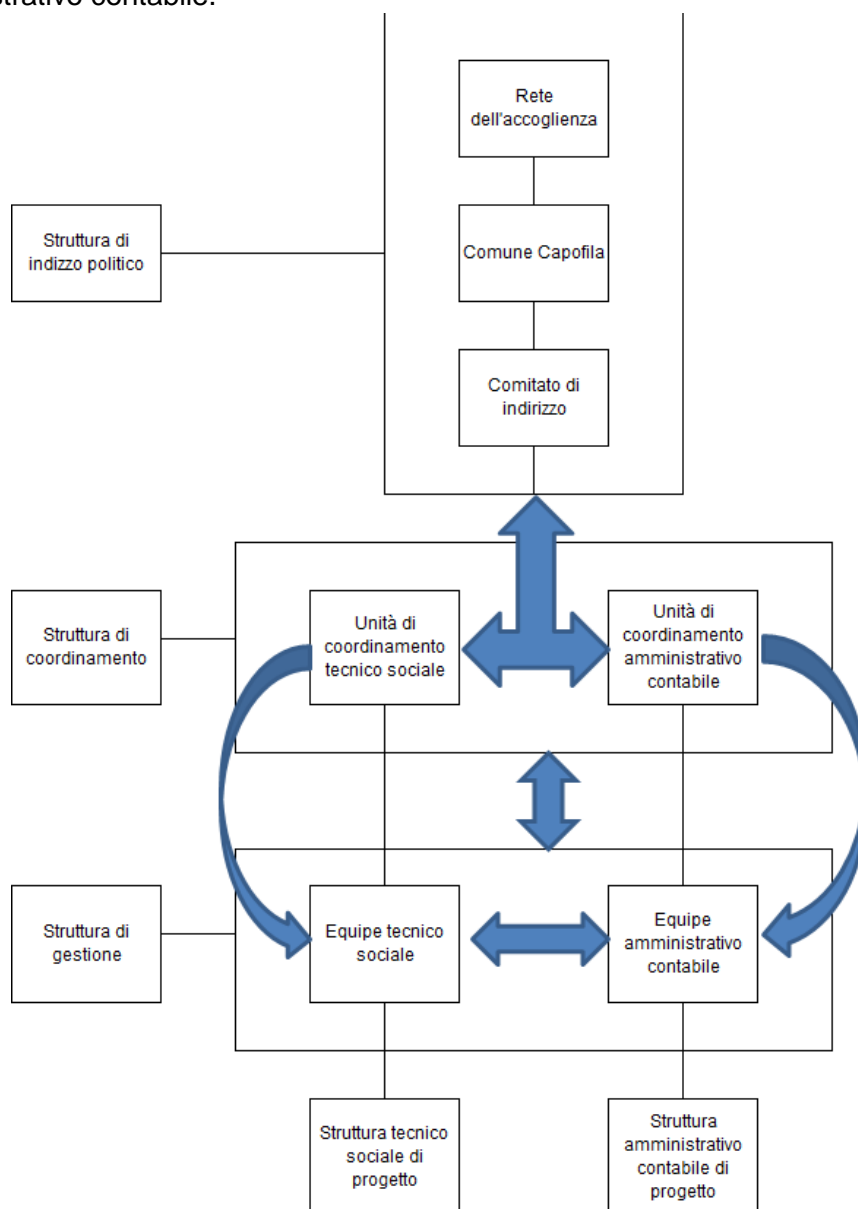 strativo contabile.
Rete
dell'accoglienza
Struttura di
indizzo politico
Comune Capofila
Comitato di
indirizzo
Struttura di
coordinamento
Unità di
coordinamento
tecnico sociale
Unità di
coordinamento
amministrativo
contabile
Struttura di
gestione
Equipe tecnico
sociale
Equipe
amministrativo
contabile
Struttura tecnico
sociale di
progetto
Struttura
amministrativo
contabile di
progetto